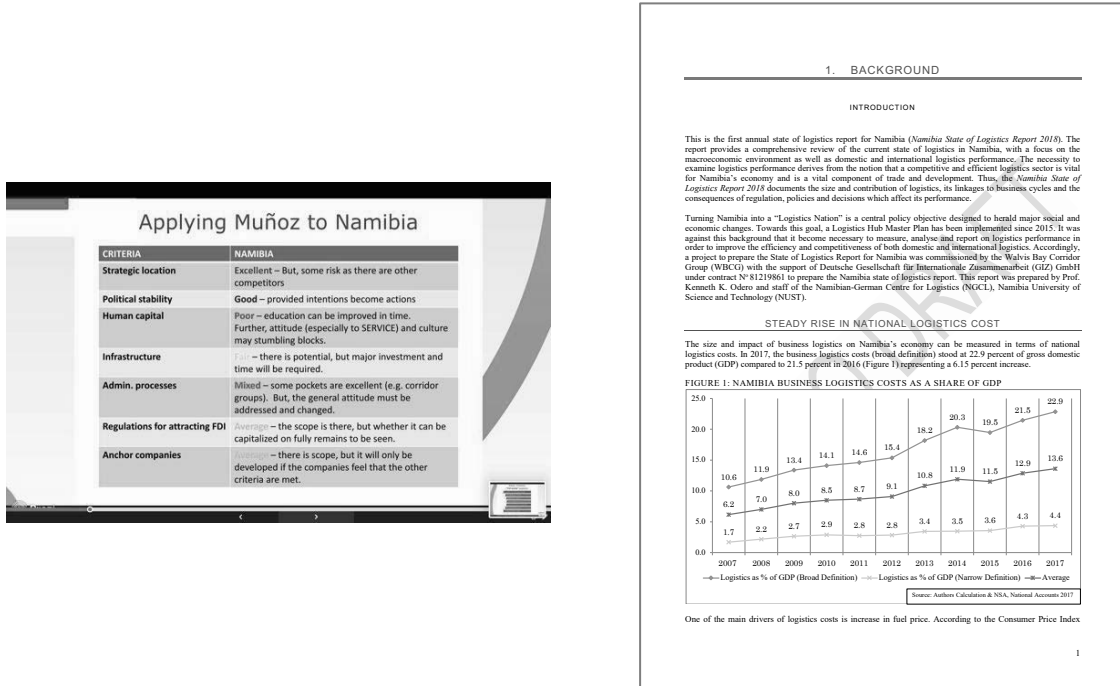 Applying Muñoz to Namibia
CRITERIA NAMIBIA
Strategic location Excellent – But, some risk as there are other
competitors
Political stability Good – provided intentions become actions
Human capital Poor – education can be improved in time.
Further, attitude (especially to SERVICE) and culture
may stumbling blocks.
Infrastructure Fair – there is potential, but major investment and
time will be required.
Admin. processes Mixed – some pockets are excellent (e.g. corridor
groups). But, the general attitude must be
addressed and changed.
Regulations for attracting FDI Average – the scope is there, but whether it can be
capitalized on fully remains to be seen.
Anchor companies Average – there is scope, but it will only be
developed if the companies feel that the other
criteria are met.
1. BACKGROUND
INTRODUCTION
This is the first annual state of logistics report for Namibia (Namibia State of Logistics Report 2018). The
report provides a comprehensive review of the current state of logistics in Namibia, with a focus on the
macroeconomic environment as well as domestic and international logistics performance. The necessity to
examine logistics performance derives from the notion that a competitive and efficient logistics sector is vital
for Namibia's economy and is a vital component of trade and development. Thus, the Namibia State of
Logistics Report 2018 documents the size and contribution of logistics, its linkages to business cycles and the
consequences of regulation, policies and decisions which affect its performance.
Turning Namibia into a “Logistics Nation” is a central policy objective designed to herald major social and
economic changes. Towards this goal, a Logistics Hub Master Plan has been implemented since 2015. It was
against this background that it become necessary to measure, analyse and report on logistics performance in
order to improve the efficiency and competitiveness of both domestic and international logistics. Accordingly,
a project to prepare the State of Logistics Report for Namibia was commissioned by the Walvis Bay Corridor
Group (WBCG) with the support of Deutsche Gesellschaft für Internationale Zusammenarbeit (GIZ) GmbH
under contract Nº 81219861 to prepare the Namibia state of logistics report. This report was prepared by Prof.
Kenneth K. Odero and staff of the Namibian-German Centre for Logistics (NGCL), Namibia University of
Science and Technology (NUST).
STEADY RISE IN NATIONAL LOGISTICS COST
The size and impact of business logistics on Namibia's economy can be measured in terms of national
logistics costs. In 2017, the business logistics costs (broad definition) stood at 22.9 percent of gross domestic
product (GDP) compared to 21.5 percent in 2016 (Figure 1) representing a 6.15 percent increase.
FIGURE 1: NAMIBIA BUSINESS LOGISTICS COSTS AS A SHARE OF GDP
25.0
20.0
15.0
10.0
5.0
0.0
10.6 11.9 13.4 14.1 14.6 15.4 18.2 20.3 19.5 21.5 22.9
6.2 7.0 8.0 8.5 8.7 9.1 10.8 11.9 11.5 12.9 13.6
1.7 2.2 2.7 2.9 2.8 2.8 3.4 3.5 3.6 4.3 4.4
2007 2008 2009 2010 2011 2012 2013 2014 2015 2016 2017
Logistics as % of GDP (Broad Definition) Logistics as % of GDP (Narrow Definition) Average
Source: Authors Calculation & NSA, National Accounts 2017
One of the main drivers of logistics costs is increase in fuel price. According to the Consumer Price Index
DRAFT
1